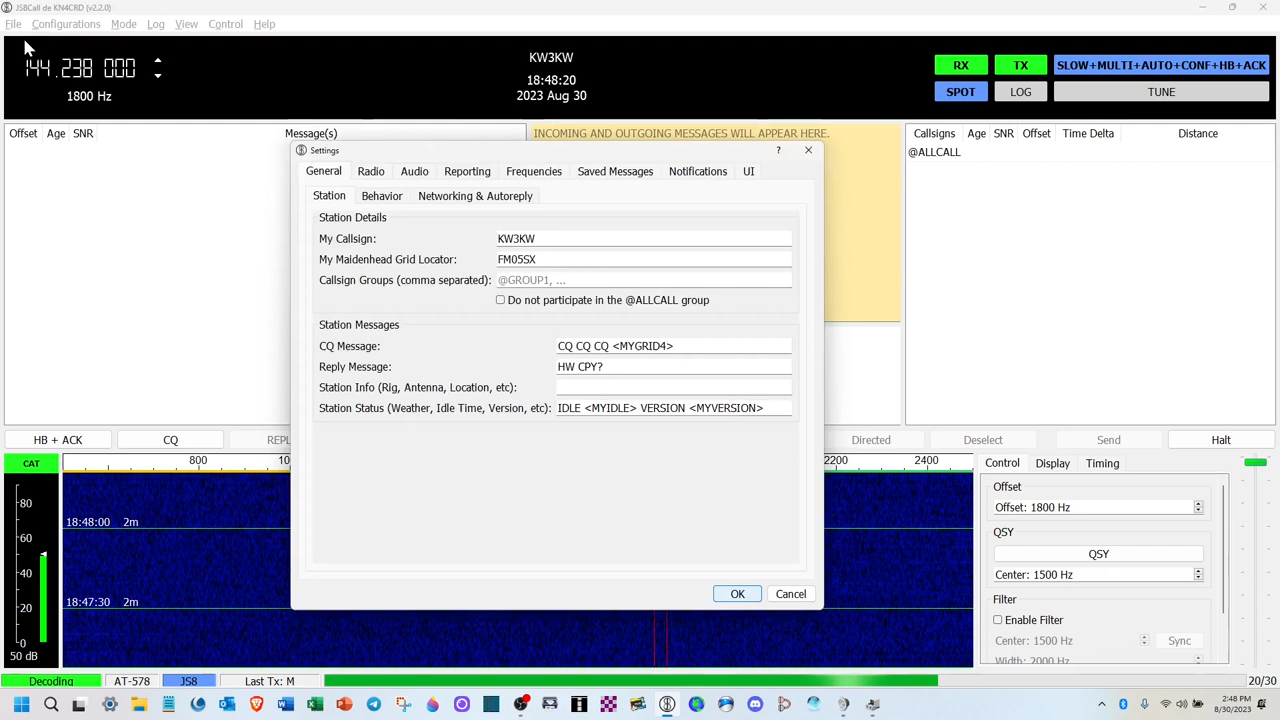 JS8Call de KN4CRD (v2.2.0)
File Configurations Mode Log View Control Help
144.238 000
1800 Hz
KW3KW
18:48:20
2023 Aug 30
RX TX SLOW+MULTI+AUTO+CONF+HB+ACK
SPOT LOG TUNE
Offset Age SNR Message(s)
INCOMING AND OUTGOING MESSAGES WILL APPEAR HERE.
Callsigns Age SNR Offset Time Delta Distance
@ALLCALL
Settings
?
General Radio Audio Reporting Frequencies Saved Messages Notifications UI
Station Behavior Networking & Autoreply
Station Details
My Callsign: KW3KW
My Maidenhead Grid Locator: FM05SX
Callsign Groups (comma separated): @GROUP1, ...
Do not participate in the @ALLCALL group
Station Messages
CQ Message: CQ CQ CQ <MYGRID4>
Reply Message: HW CPY?
Station Info (Rig, Antenna, Location, etc):
Station Status (Weather, Idle Time, Version, etc): IDLE <MYIDLE> VERSION <MYVERSION>
OK Cancel
HB + ACK CQ REPL Directed Deselect Send Halt
CAT
800 10 2200 2400
80
60
40
20
0
50 dB
18:48:00 2m
18:47:30 2m
Control Display Timing
Offset
Offset: 1800 Hz
QSY
QSY
Center: 1500 Hz
Filter
Enable Filter
Center: 1500 Hz Sync
Width: 2000 Hz
Decoding AT-578 JS8 Last Tx: M 20/30
2:48 PM
8/30/2023